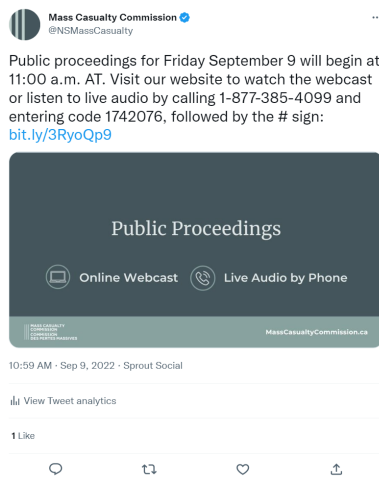 Mass Casualty Commission
@NSMassCasualty
Public proceedings for Friday September 9 will begin at
11:00 a.m. AT. Visit our website to watch the webcast
or listen to live audio by calling 1-877-385-4099 and
entering code 1742076, followed by the # sign:
bit.ly/3RyoQp9
Public Proceedings
Online Webcast
Live Audio by Phone
MASS CASUALTY
COMMISSION
COMMISSION
DES PERTES MASSIVES
MassCasualtyCommission.ca
10:59 AM · Sep 9, 2022 · Sprout Social
View Tweet analytics
1 Like